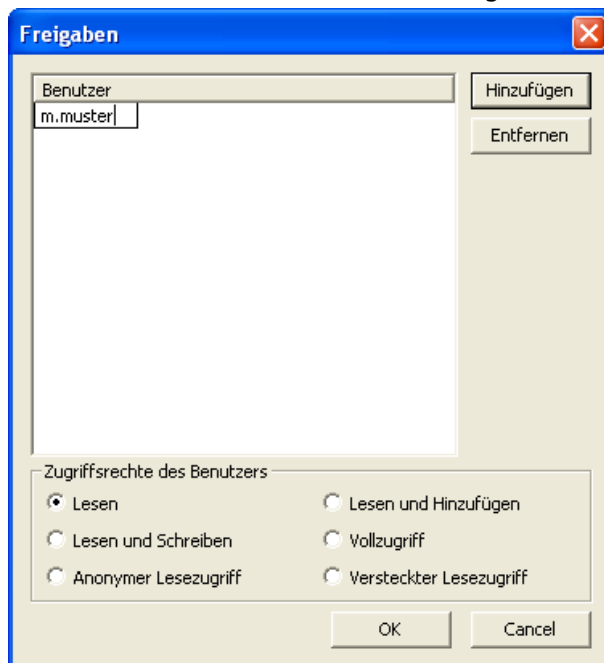 Freigaben
Benutzer
Hinzufügen
m.muster
Entfernen
Zugriffsrechte des Benutzers
Lesen
Lesen und Hinzufügen
Lesen und Schreiben
Vollzugriff
Anonymer Lesezugriff
Versteckter Lesezugriff
OK
Cancel